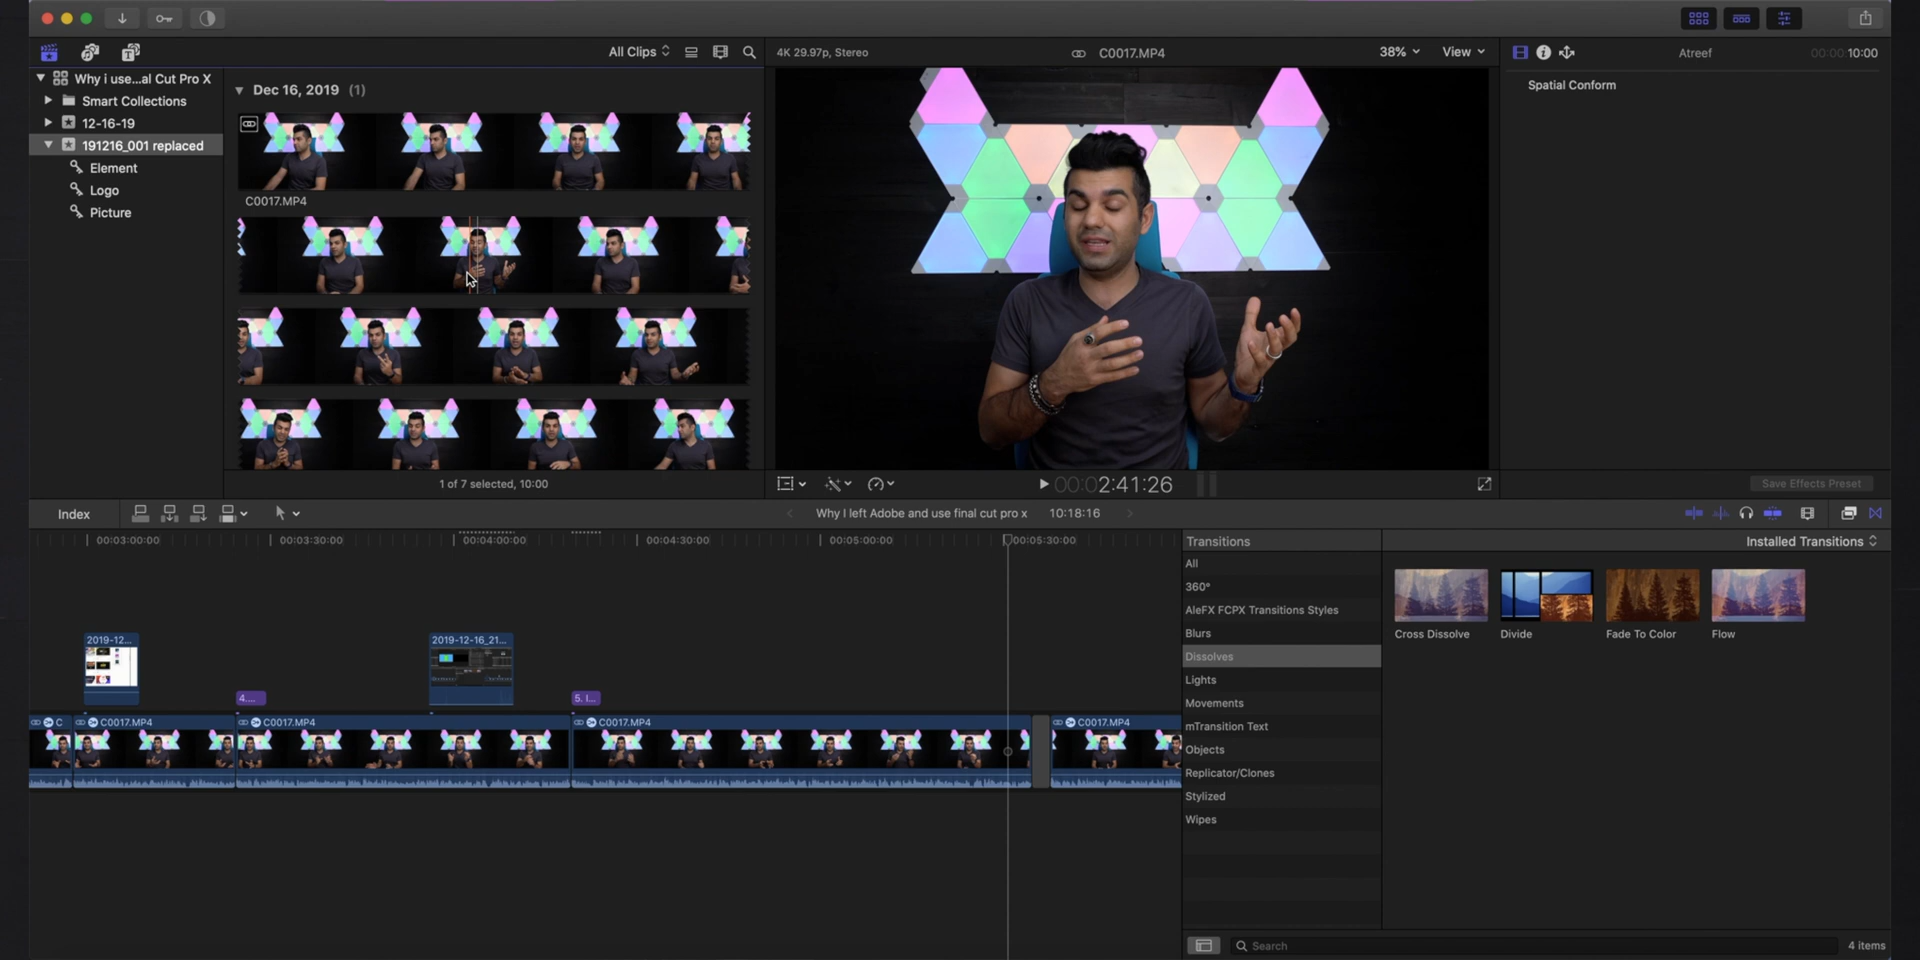 All Clips
4K 29.97p, Stereo
C0017.MP4
38%
View
Atreef
00:00:10:00
Why i use...al Cut Pro X
Smart Collections
12-16-19
191216_001 replaced
Element
Logo
Picture
Dec 16, 2019 (1)
C0017.MP4
Spatial Conform
1 of 7 selected, 10:00
00:02:41:26
Save Effects Preset
Index
Why I left Adobe and use final cut pro x
10:18:16
00:03:00:00
00:03:30:00
00:04:00:00
00:04:30:00
00:05:00:00
00:05:30:00
2019-12...
2019-12-16_21...
4....
5. I...
C
C0017.MP4
C0017.MP4
C0017.MP4
C0017.MP4
Transitions
All
360°
AleFX FCPX Transitions Styles
Blurs
Dissolves
Lights
Movements
mTransition Text
Objects
Replicator/Clones
Stylized
Wipes
Installed Transitions
Cross Dissolve
Divide
Fade To Color
Flow
Search
4 items